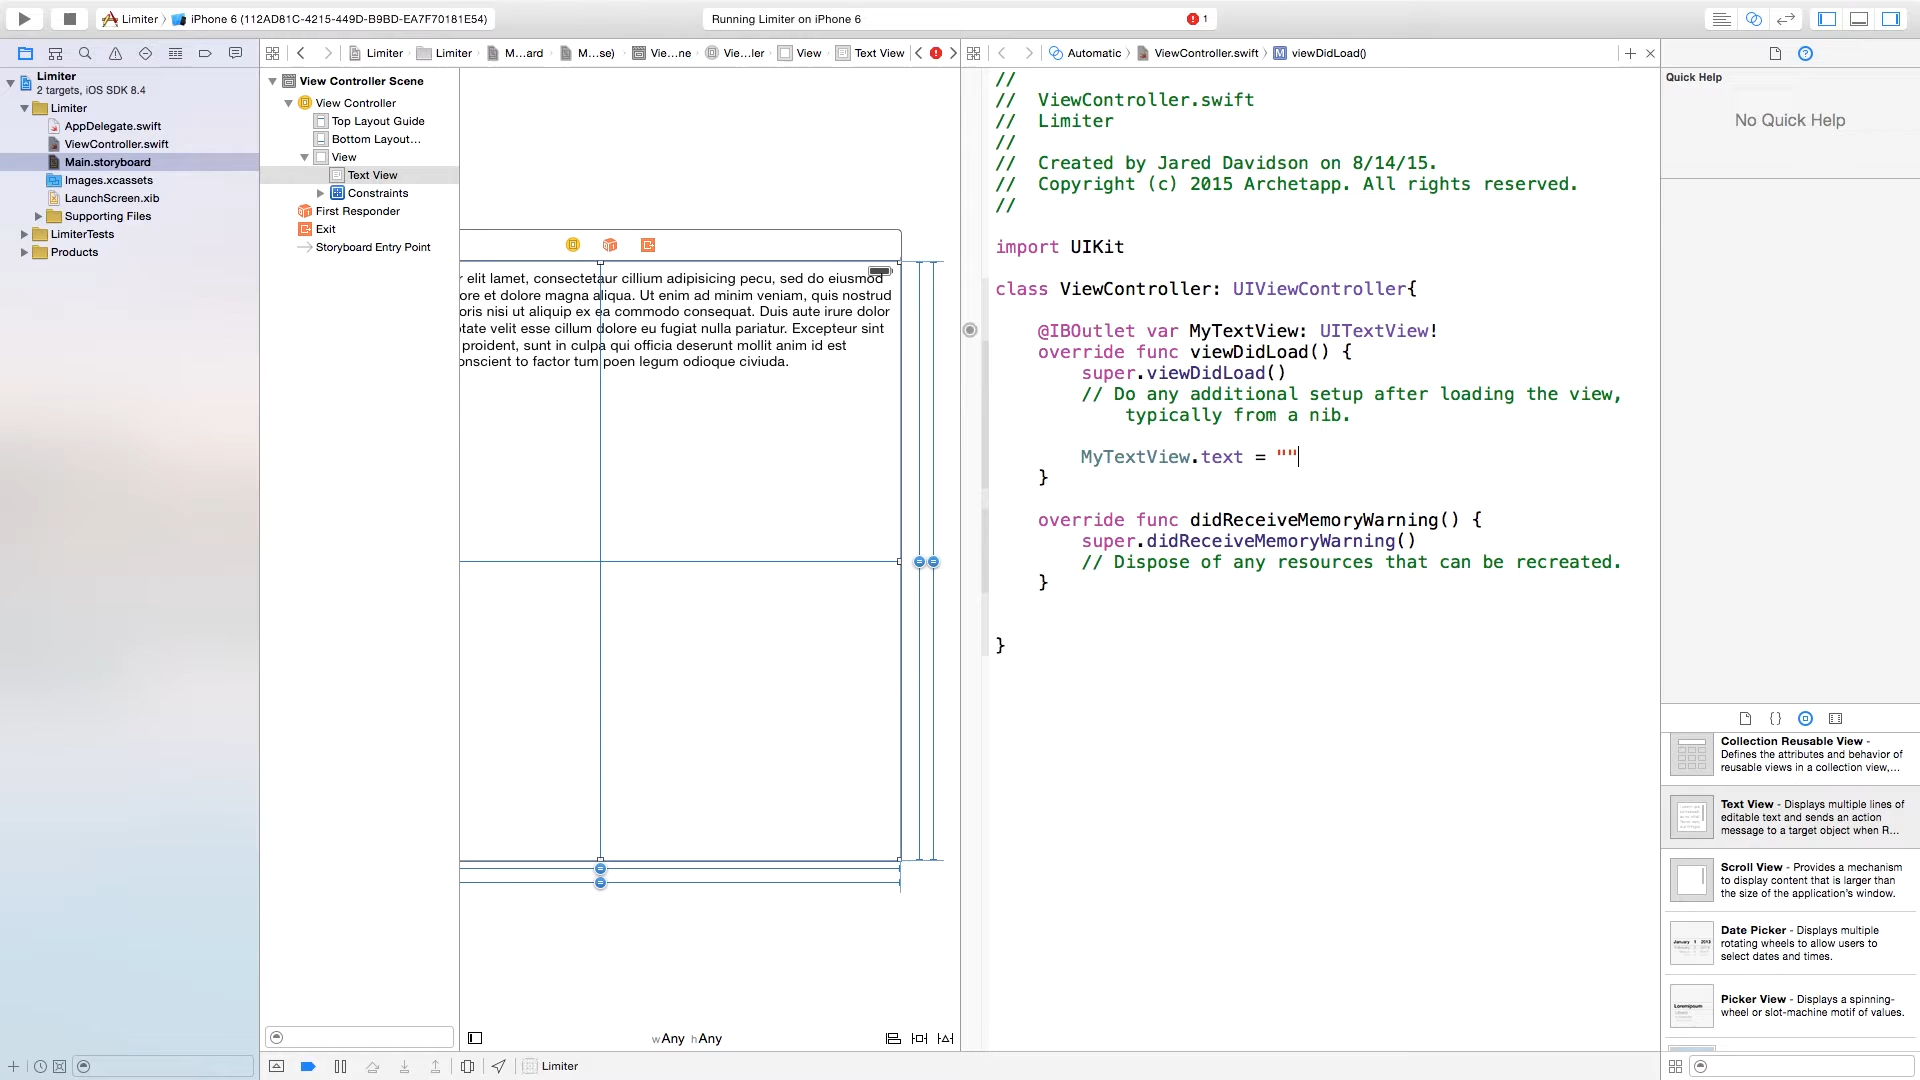 Limiter
iPhone 6 (112AD81C-4215-449D-B9BD-EA7F70181E54)
Running Limiter on iPhone 6
1
Limiter
Limiter
M...ard
M...se)
Vie...ne
Vie...ler
View
Text View
Automatic
ViewController.swift
viewDidLoad()
Limiter
2 targets, iOS SDK 8.4
Limiter
AppDelegate.swift
ViewController.swift
Main.storyboard
Images.xcassets
LaunchScreen.xib
Supporting Files
LimiterTests
Products
View Controller Scene
View Controller
Top Layout Guide
Bottom Layout...
View
Text View
Constraints
First Responder
Exit
Storyboard Entry Point
r elit lamet, consectetaur cillium adipisicing pecu, sed do eiusmod
ore et dolore magna aliqua. Ut enim ad minim veniam, quis nostrud
oris nisi ut aliquip ex ea commodo consequat. Duis aute irure dolor
tate velit esse cillum dolore eu fugiat nulla pariatur. Excepteur sint
proident, sunt in culpa qui officia deserunt mollit anim id est
onscient to factor tum poen legum odioque civiuda.
wAny hAny
Limiter
//
//  ViewController.swift
//  Limiter
//
//  Created by Jared Davidson on 8/14/15.
//  Copyright (c) 2015 Archetapp. All rights reserved.
//
import UIKit
class ViewController: UIViewController{
@IBOutlet var MyTextView: UITextView!
override func viewDidLoad() {
super.viewDidLoad()
// Do any additional setup after loading the view,
typically from a nib.
MyTextView.text = ""
}
override func didReceiveMemoryWarning() {
super.didReceiveMemoryWarning()
// Dispose of any resources that can be recreated.
}
}
Quick Help
No Quick Help
Collection Reusable View -
Defines the attributes and behavior of
reusable views in a collection view,...
Text View - Displays multiple lines of
editable text and sends an action
message to a target object when R...
Scroll View - Provides a mechanism
to display content that is larger than
the size of the application's window.
Date Picker - Displays multiple
rotating wheels to allow users to
select dates and times.
Picker View - Displays a spinning-
wheel or slot-machine motif of values.